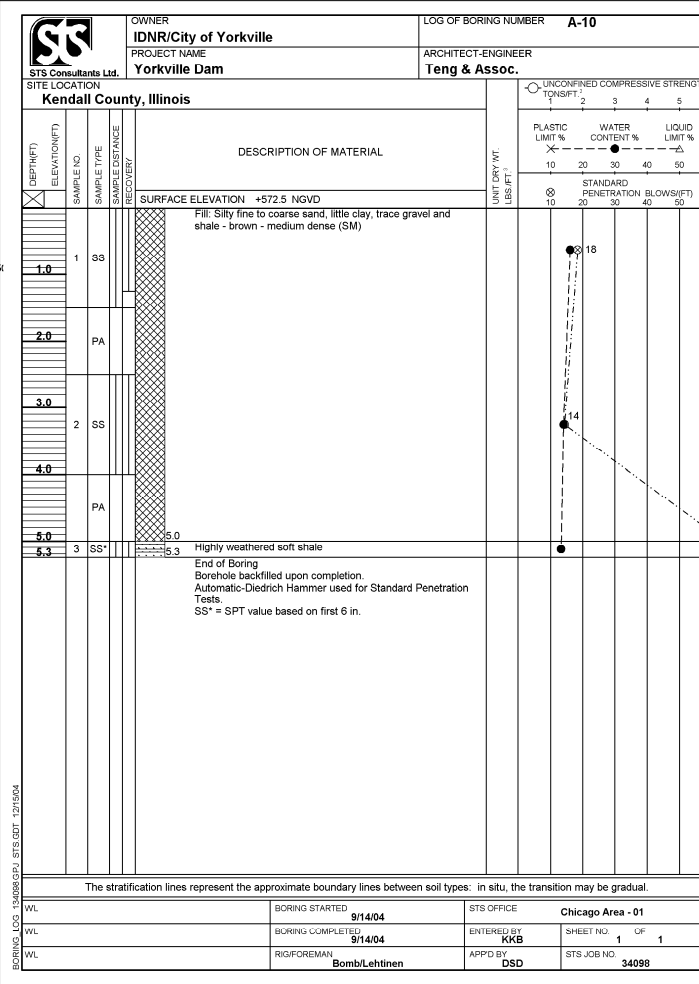 STS
STS Consultants Ltd.
OWNER
IDNR/City of Yorkville
LOG OF BORING NUMBER A-10
PROJECT NAME
Yorkville Dam
ARCHITECT-ENGINEER
Teng & Assoc.
SITE LOCATION
Kendall County, Illinois
UNCONFINED COMPRESSIVE STRENG
TONS/FT.2
1 2 3 4 5
DEPTH(FT)
ELEVATION(FT)
SAMPLE NO.
SAMPLE TYPE
SAMPLE DISTANCE
RECOVERY
DESCRIPTION OF MATERIAL
UNIT DRY WT.
LBS./FT.3
PLASTIC WATER LIQUID
LIMIT % CONTENT % LIMIT %
10 20 30 40 50
STANDARD
PENETRATION BLOWS/(FT)
10 20 30 40 50
SURFACE ELEVATION +572.5 NGVD
Fill: Silty fine to coarse sand, little clay, trace gravel and
shale - brown - medium dense (SM)
18
1 SS
1.0
2.0
PA
3.0
14
2 SS
4.0
PA
5.0 5.0
5.3 3 SS* 5.3 Highly weathered soft shale
End of Boring
Borehole backfilled upon completion.
Automatic-Diedrich Hammer used for Standard Penetration
Tests.
SS* = SPT value based on first 6 in.
BORING_LOG 134098.GPJ STS.GDT 12/15/04
The stratification lines represent the approximate boundary lines between soil types: in situ, the transition may be gradual.
WL
BORING STARTED
9/14/04
STS OFFICE
Chicago Area - 01
WL
BORING COMPLETED
9/14/04
ENTERED BY
KKB
SHEET NO. OF
1 1
WL
RIG/FOREMAN
Bomb/Lehtinen
APP'D BY
DSD
STS JOB NO.
34098